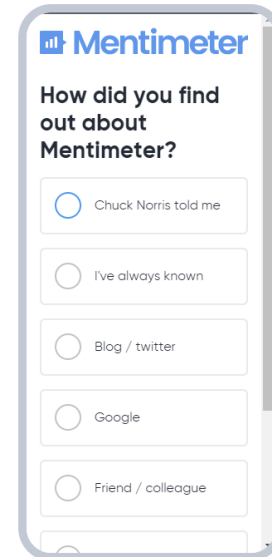 Mentimeter
How did you find
out about
Mentimeter?
Chuck Norris told me
I've always known
Blog / twitter
Google
Friend / colleague